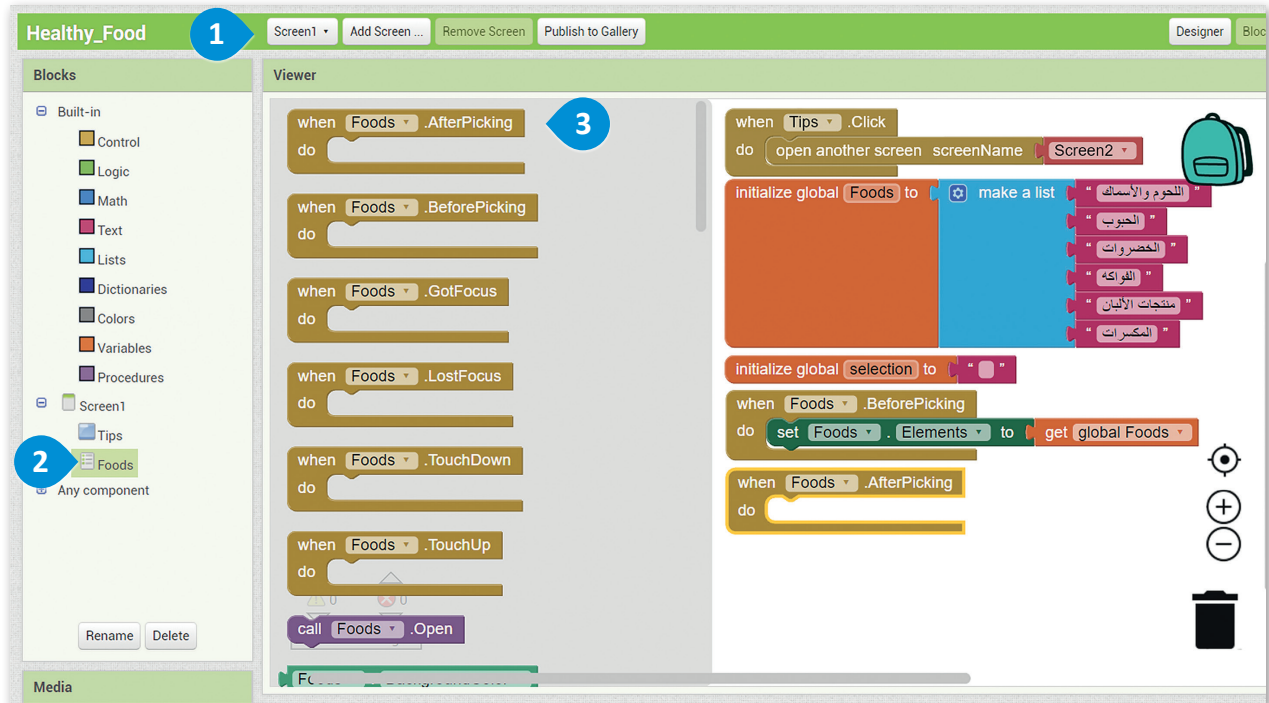 Healthy_Food
1
Screen1
Add Screen ...
Remove Screen
Publish to Gallery
Designer
Bloc
Blocks
Viewer
Built-in
Control
Logic
Math
Text
Lists
Dictionaries
Colors
Variables
Procedures
Screen1
Tips
2
Foods
Any component
Rename
Delete
Media
when Foods .AfterPicking
do
3
when Foods .BeforePicking
do
when Foods .GotFocus
do
when Foods .LostFocus
do
when Foods .TouchDown
do
when Foods .TouchUp
do
0
0
call Foods .Open
when Tips .Click
do open another screen screenName Screen2
initialize global Foods to make a list " اللحوم والأسماك "
" الحبوب "
" الخضروات "
" الفواكه "
" منتجات الألبان "
" المكسرات "
initialize global selection to " "
when Foods .BeforePicking
do set Foods . Elements to get global Foods
when Foods .AfterPicking
do